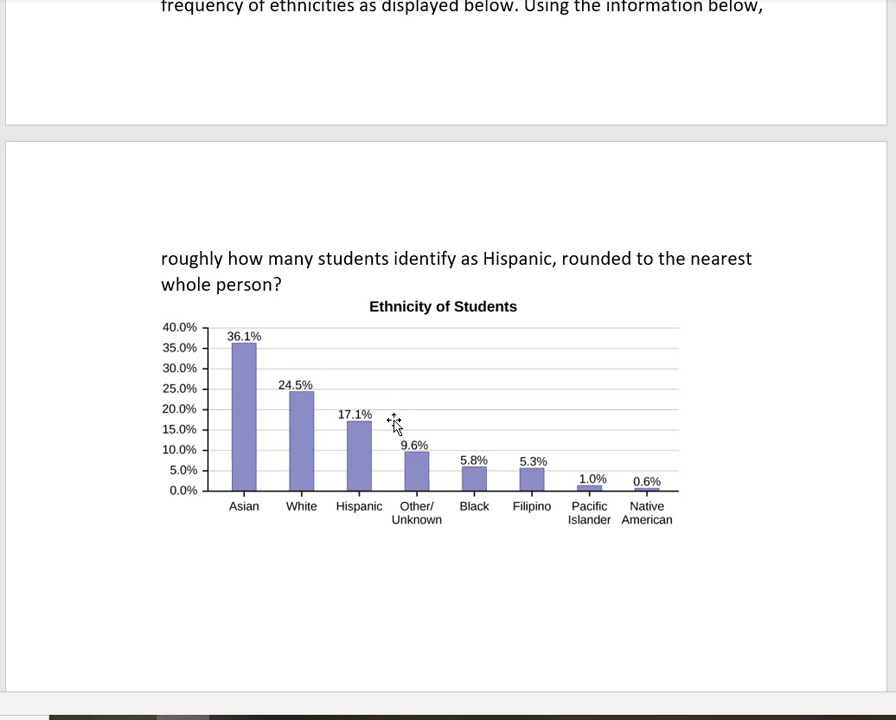 frequency of ethnicities as displayed below. Using the information below,
roughly how many students identify as Hispanic, rounded to the nearest
whole person?
Ethnicity of Students
40.0%
35.0%
30.0%
25.0%
20.0%
15.0%
10.0%
5.0%
0.0%
36.1%
24.5%
17.1%
9.6%
5.8%
5.3%
1.0%
0.6%
Asian
White
Hispanic
Other/
Unknown
Black
Filipino
Pacific
Islander
Native
American